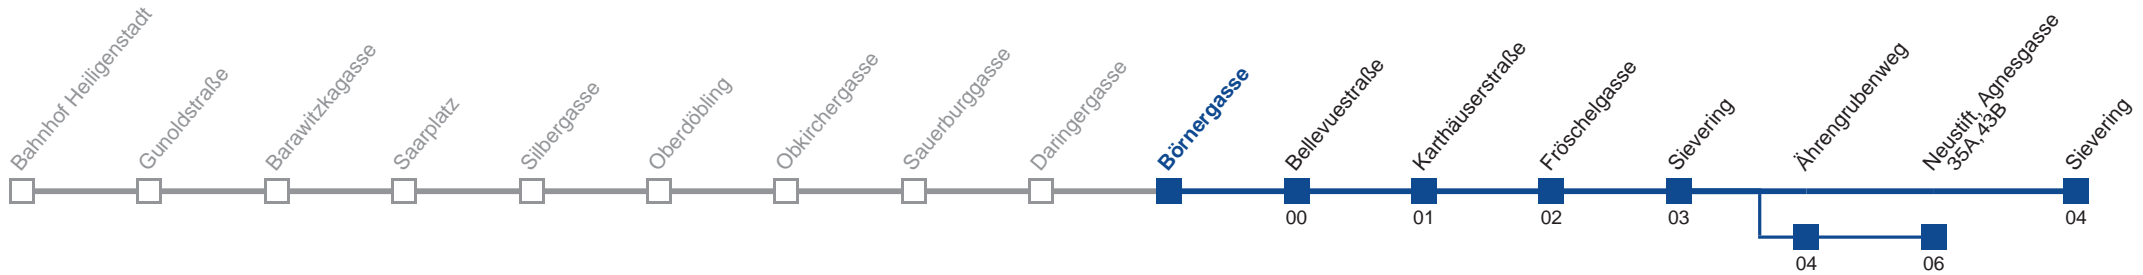 Bahnhof Heiligenstadt
Gunoldstraße
Barawitzkagasse
Saarplatz
Silbergasse
Oberdöbling
Obkirchergasse
Sauerburggasse
Daringergasse
Börnergasse
Bellevuestraße
Karthäuserstraße
Fröschelgasse
Sievering
Ährengrubenweg
Neustift, Agnesgasse
35A,43B
Sievering
00
01
02
03
04
04
06